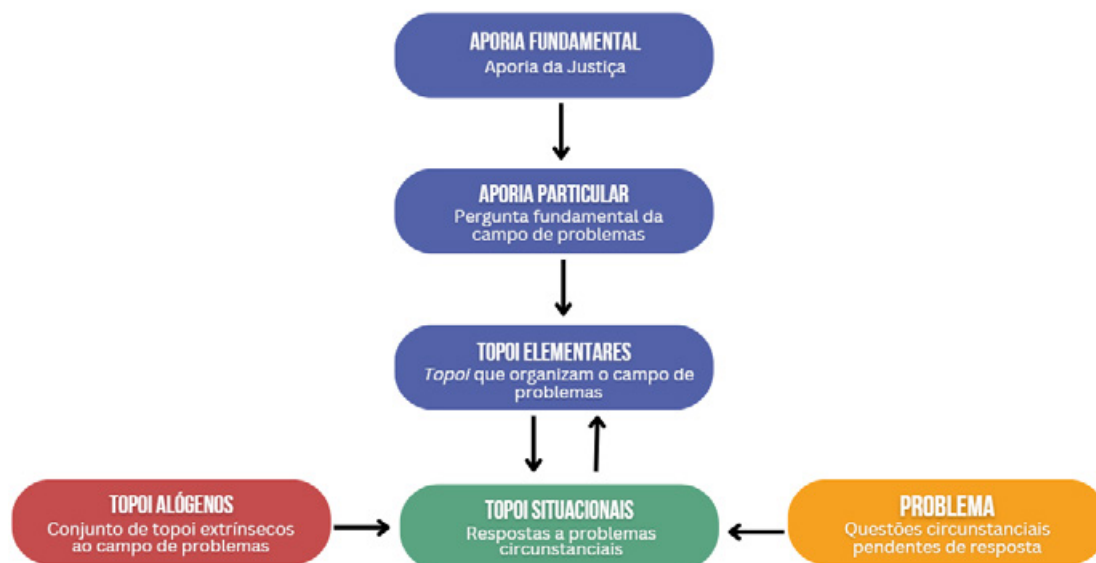 APORIA FUNDAMENTAL
Aporia da Justiça
APORIA PARTICULAR
Pergunta fundamental da
campo de problemas
TOPOI ELEMENTARES
Topoi que organizam o campo de
problemas
TOPOI ALÓGENOS
Conjunto de topoi extrínsecos
ao campo de problemas
TOPOI SITUACIONAIS
Respostas a problemas
circunstanciais
PROBLEMA
Questões circunstanciais
pendentes de resposta